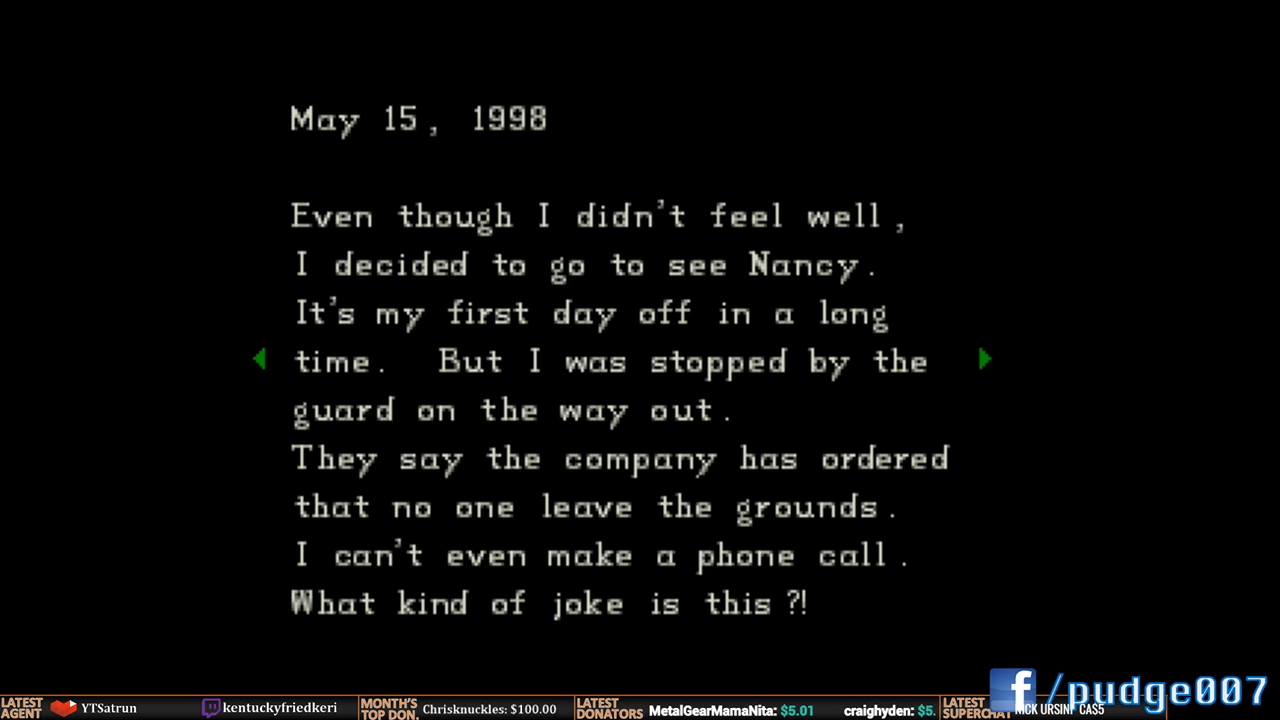 May 15, 1998
Even though I didn't feel well,
I decided to go to see Nancy.
It's my first day off in a long
time. But I was stopped by the
guard on the way out.
They say the company has ordered
that no one leave the grounds.
I can't even make a phone call.
What kind of joke is this?!
/pudge007
LATEST AGENT YTSatrun kentuckyfriedkeri MONTH'S TOP DON. Chrisknuckles: $100.00 LATEST DONATORS MetalGearMamaNita: $5.01 craighyden: $5. LATEST